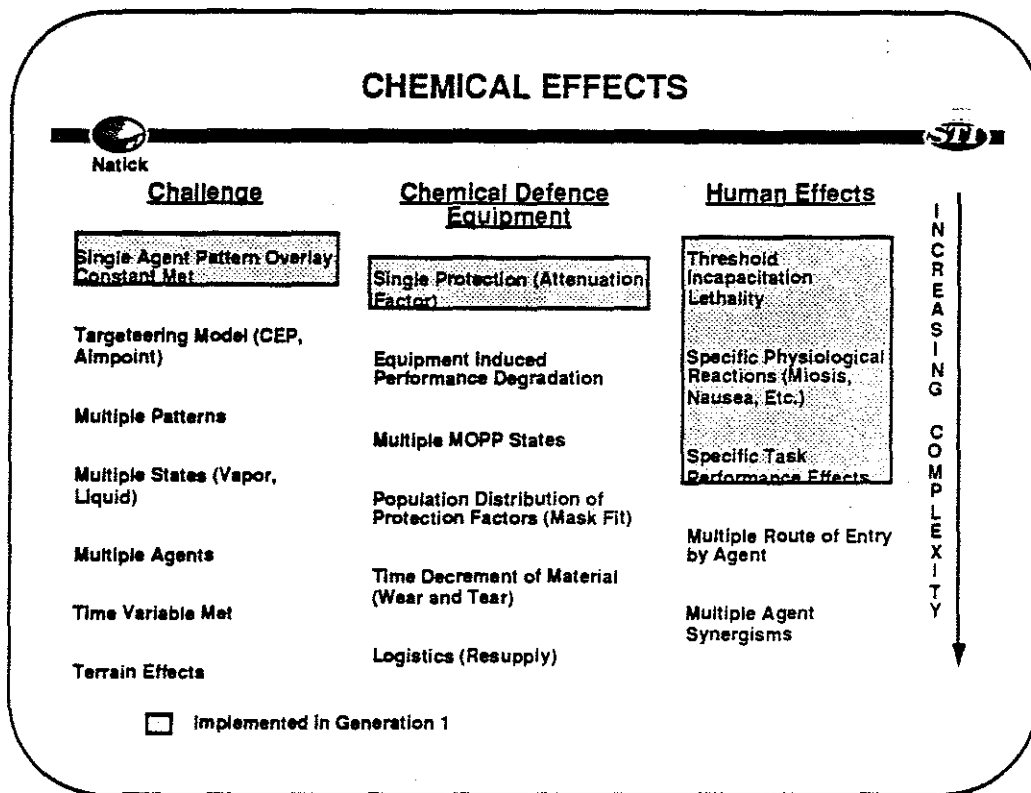 CHEMICAL EFFECTS
Natick
STI
Challenge
Single Agent Pattern Overlay
Constant Met
Targeteering Model (CEP,
Aimpoint)
Multiple Patterns
Multiple States (Vapor,
Liquid)
Multiple Agents
Time Variable Met
Terrain Effects
Chemical Defence
Equipment
Single Protection (Attenuation
Factor)
Equipment Induced
Performance Degradation
Multiple MOPP States
Population Distribution of
Protection Factors (Mask Fit)
Time Decrement of Material
(Wear and Tear)
Logistics (Resupply)
Human Effects
Threshold
Incapacitation
Lethality
Specific Physiological
Reactions (Miosis,
Nausea, Etc.)
Specific Task
Performance Effects
Multiple Route of Entry
by Agent
Multiple Agent
Synergisms
INCREASING COMPLEXITY
Implemented in Generation 1